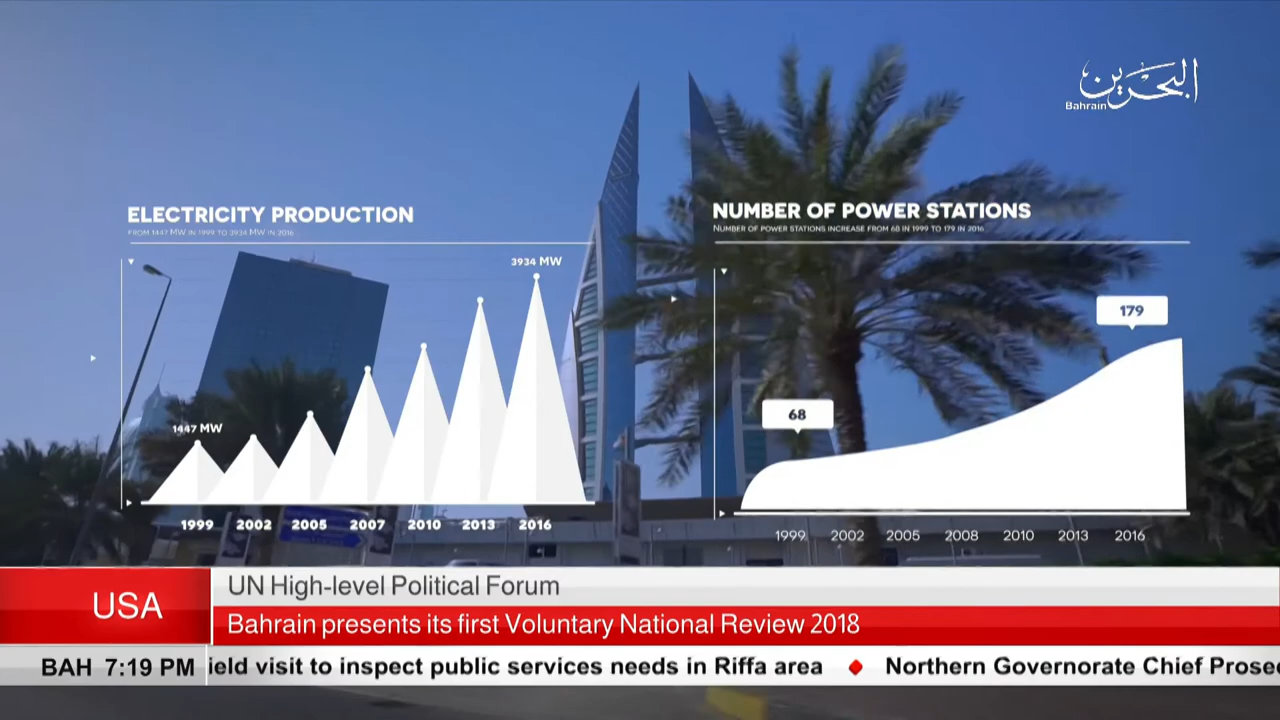 البحرين
Bahrain
ELECTRICITY PRODUCTION
FROM 1447 MW IN 1999 TO 3934 MW IN 2016
3934 MW
1447 MW
1999 2002 2005 2007 2010 2013 2016
NUMBER OF POWER STATIONS
NUMBER OF POWER STATIONS INCREASE FROM 68 IN 1999 TO 179 IN 2016
179
68
1999 2002 2005 2008 2010 2013 2016
USA
UN High-level Political Forum
Bahrain presents its first Voluntary National Review 2018
BAH 7:19 PM ield visit to inspect public services needs in Riffa area ♦ Northern Governorate Chief Prosec